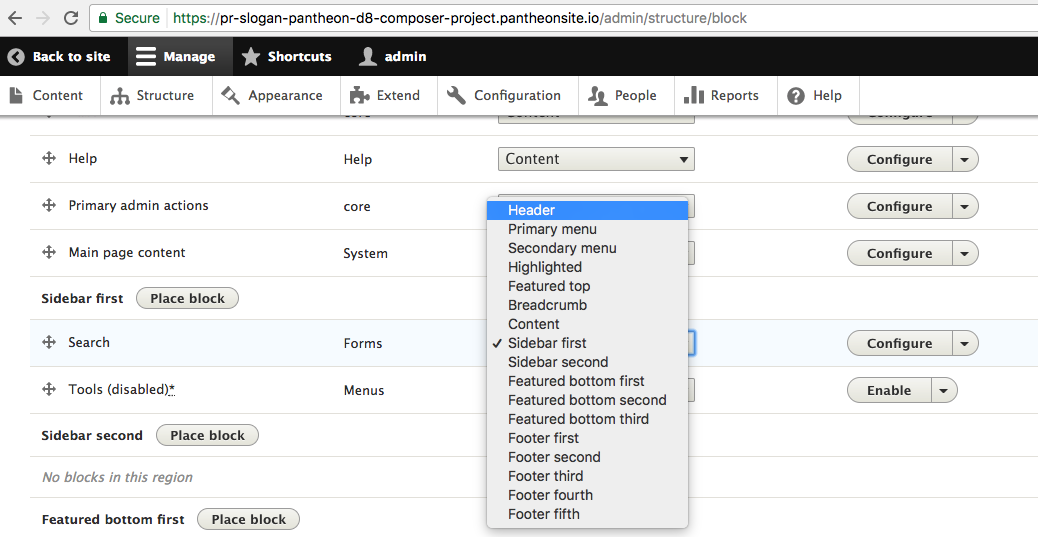 Secure https://pr-slogan-pantheon-d8-composer-project.pantheonsite.io/admin/structure/block
Back to site Manage Shortcuts admin
Content Structure Appearance Extend Configuration People Reports Help
core Content Configure
Help Help Content Configure
Primary admin actions core Configure
Main page content System Configure
Sidebar first Place block
Search Forms Configure
Tools (disabled)* Menus Enable
Sidebar second Place block
No blocks in this region
Featured bottom first Place block
Header
Primary menu
Secondary menu
Highlighted
Featured top
Breadcrumb
Content
✓ Sidebar first
Sidebar second
Featured bottom first
Featured bottom second
Featured bottom third
Footer first
Footer second
Footer third
Footer fourth
Footer fifth